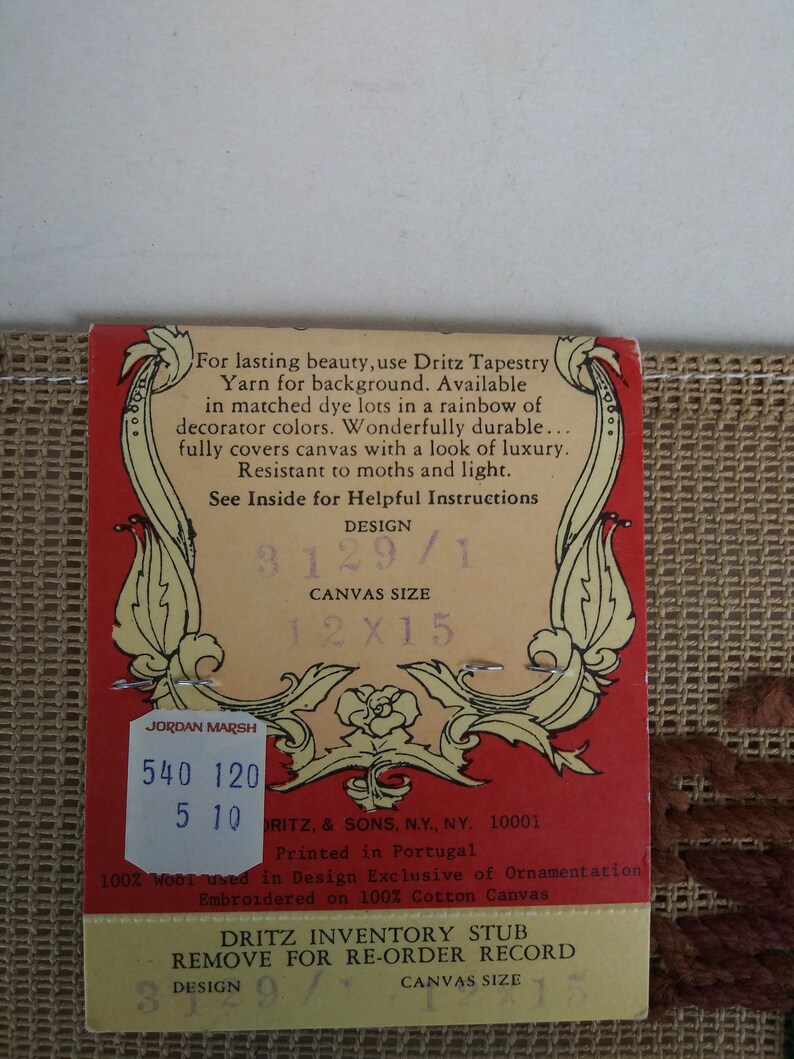 For lasting beauty, use Dritz Tapestry
Yarn for background. Available
in matched dye lots in a rainbow of
decorator colors. Wonderfully durable...
fully covers canvas with a look of luxury.
Resistant to moths and light.
See Inside for Helpful Instructions
DESIGN
3129/1
CANVAS SIZE
12X15
JORDAN MARSH
540 120
5 10
DRITZ, & SONS, N.Y., NY. 10001
Printed in Portugal
100% Wool used in Design Exclusive of Ornamentation
Embroidered on 100% Cotton Canvas
DRITZ INVENTORY STUB
REMOVE FOR RE-ORDER RECORD
DESIGN CANVAS SIZE
3129/1 12X15